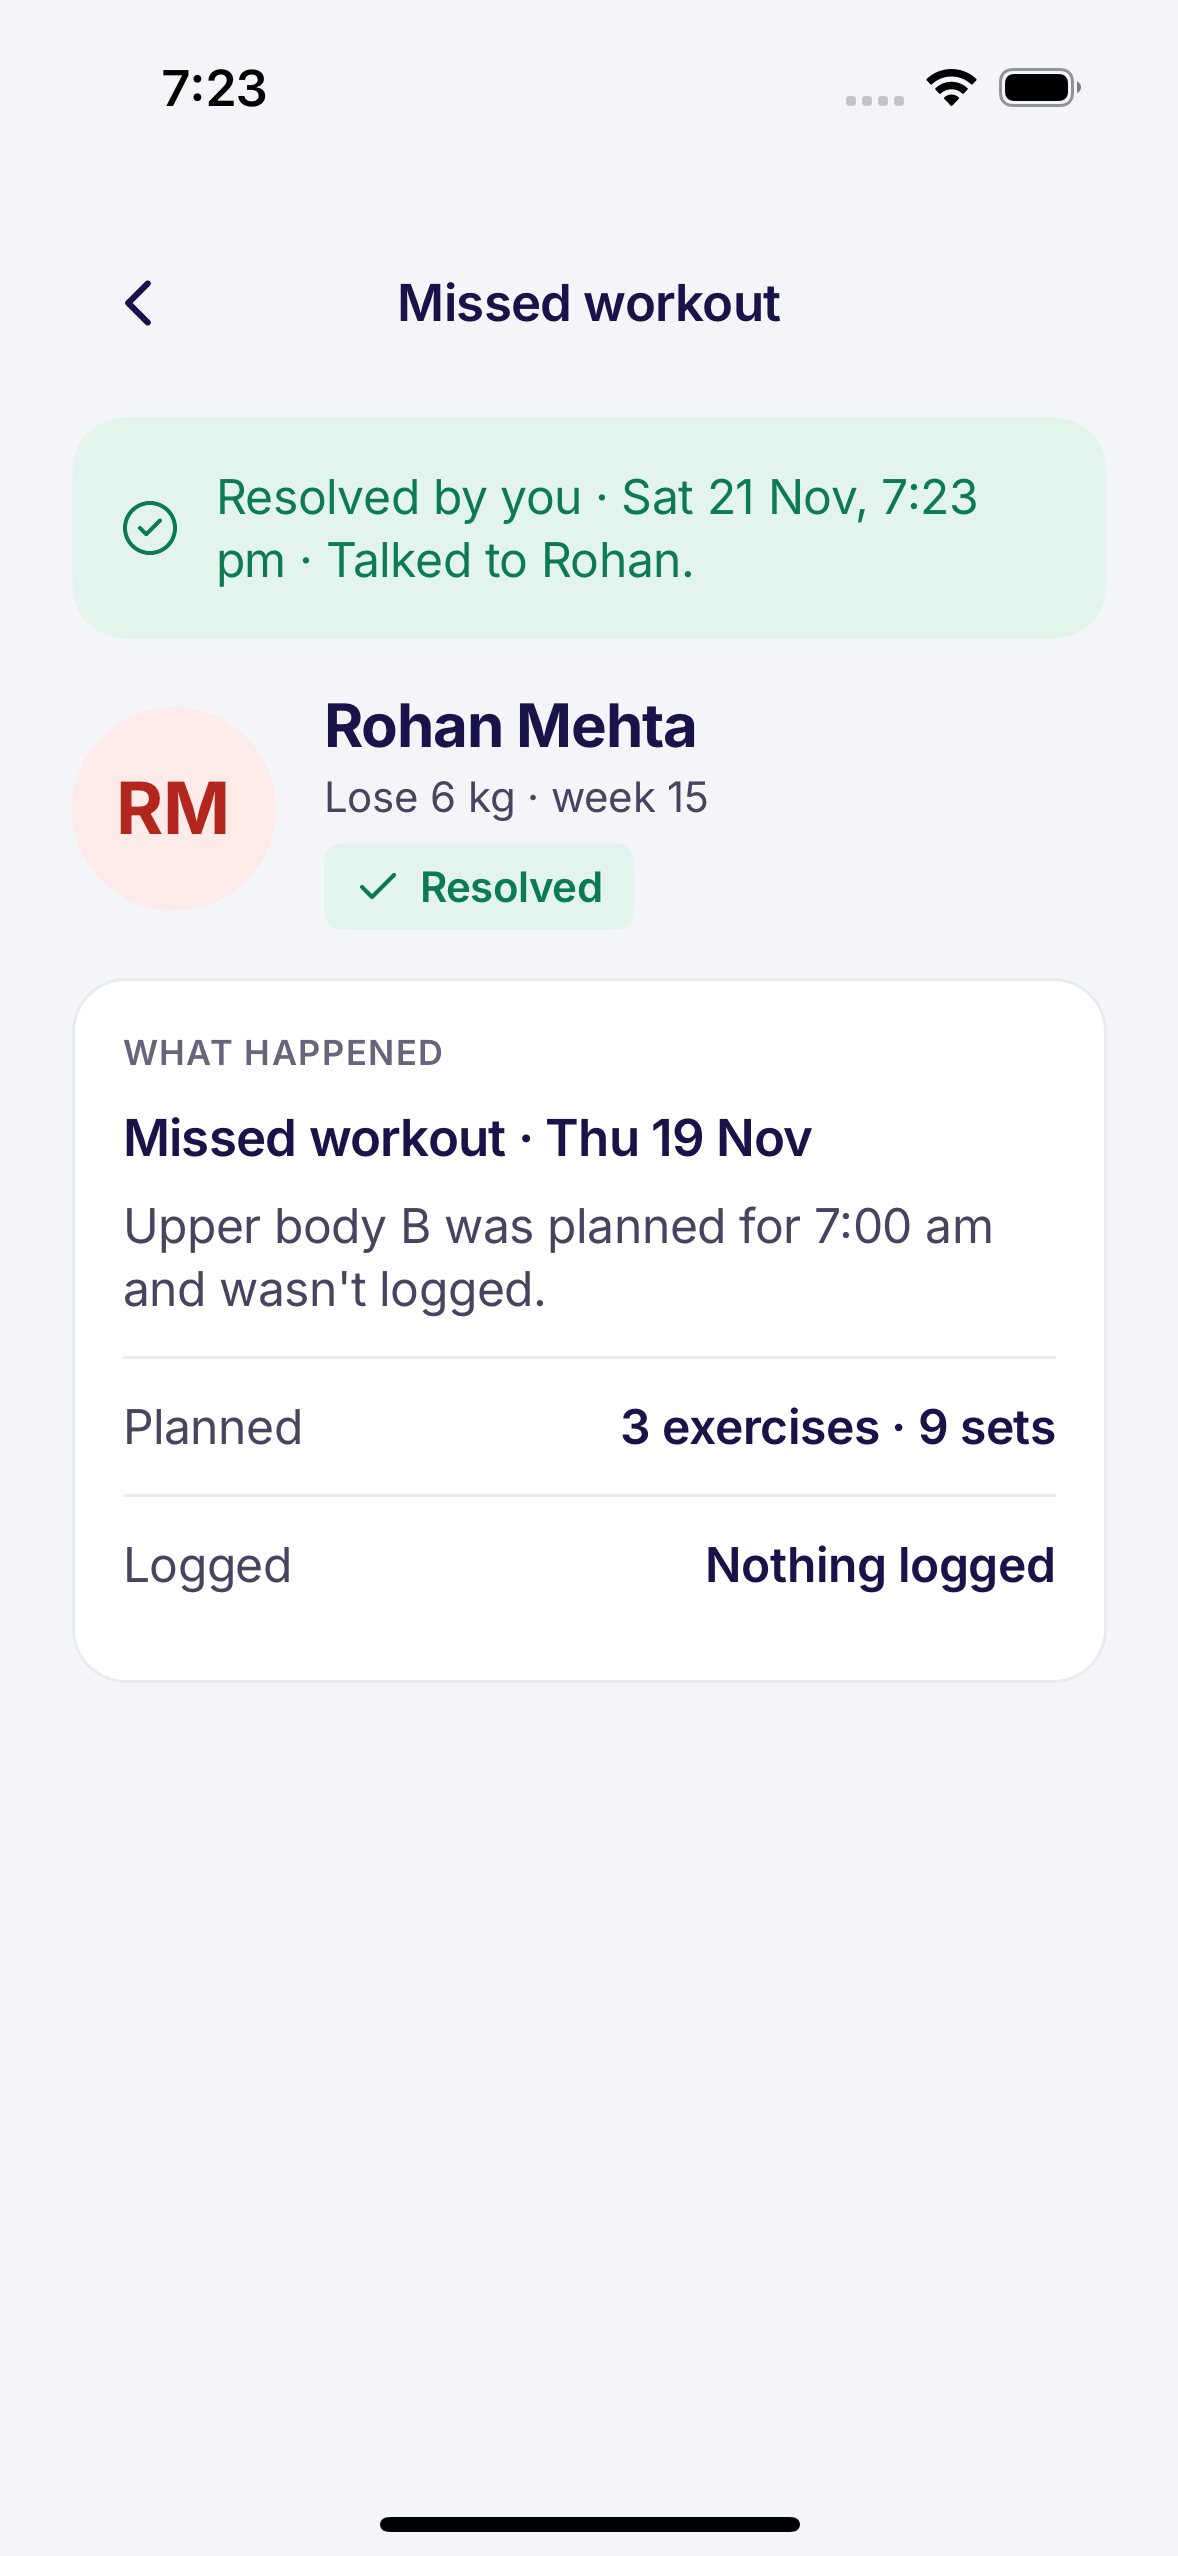 7:23
Missed workout
Resolved by you · Sat 21 Nov, 7:23
pm · Talked to Rohan.
RM
Rohan Mehta
Lose 6 kg · week 15
Resolved
WHAT HAPPENED
Missed workout · Thu 19 Nov
Upper body B was planned for 7:00 am
and wasn't logged.
Planned 3 exercises · 9 sets
Logged Nothing logged